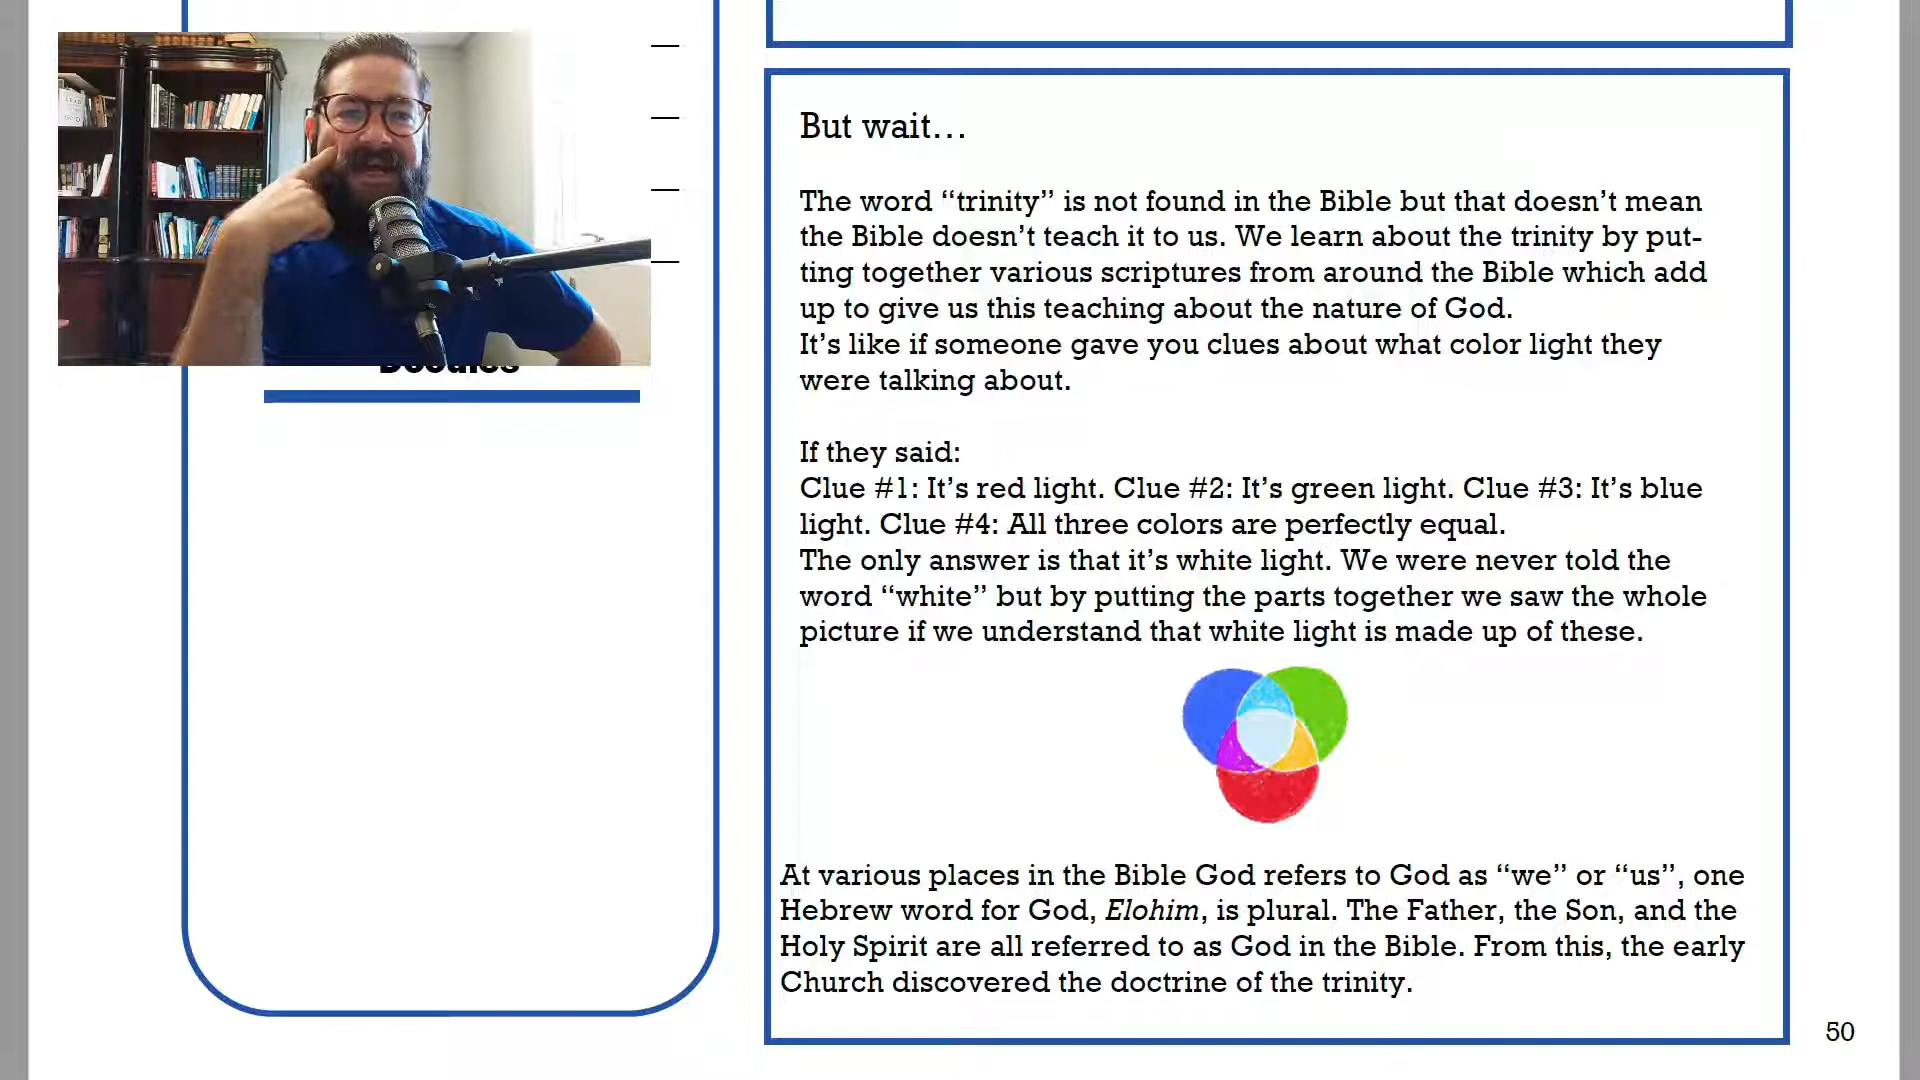 Doodles
But wait…
The word “trinity” is not found in the Bible but that doesn’t mean
the Bible doesn’t teach it to us. We learn about the trinity by put-
ting together various scriptures from around the Bible which add
up to give us this teaching about the nature of God.
It’s like if someone gave you clues about what color light they
were talking about.
If they said:
Clue #1: It’s red light. Clue #2: It’s green light. Clue #3: It’s blue
light. Clue #4: All three colors are perfectly equal.
The only answer is that it’s white light. We were never told the
word “white” but by putting the parts together we saw the whole
picture if we understand that white light is made up of these.
At various places in the Bible God refers to God as “we” or “us”, one
Hebrew word for God, Elohim, is plural. The Father, the Son, and the
Holy Spirit are all referred to as God in the Bible. From this, the early
Church discovered the doctrine of the trinity.
50